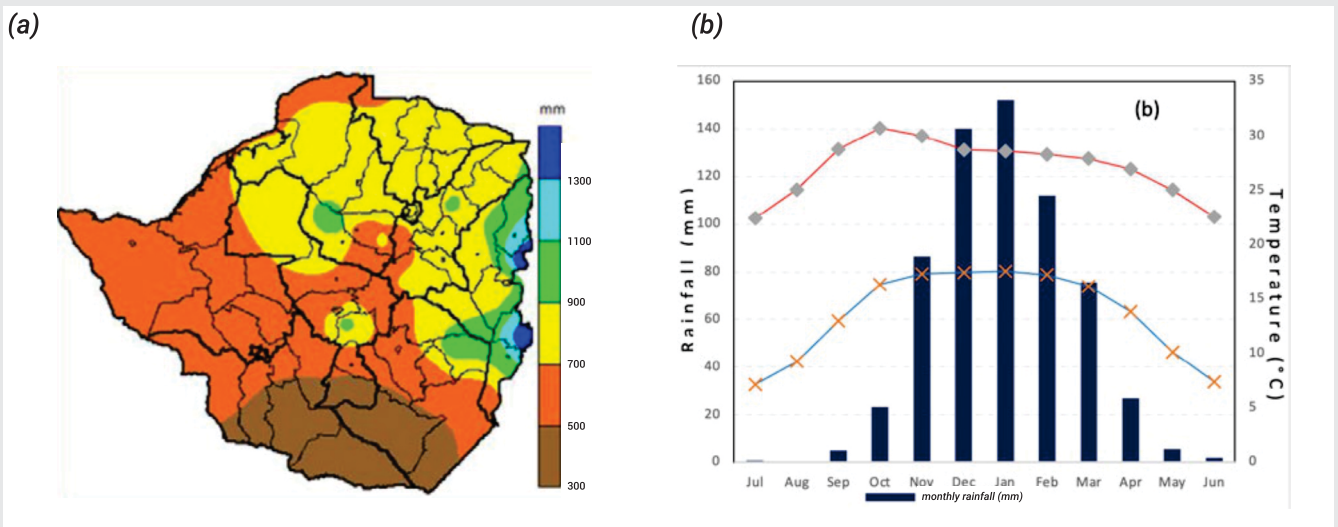 (a)
(b)
mm
1300
1100
900
700
500
300
(b)
160
140
120
100
80
60
40
20
0
Rainfall (mm)
35
30
25
20
15
10
5
0
Temperature (°C)
Jul Aug Sep Oct Nov Dec Jan Feb Mar Apr May Jun
monthly rainfall (mm)